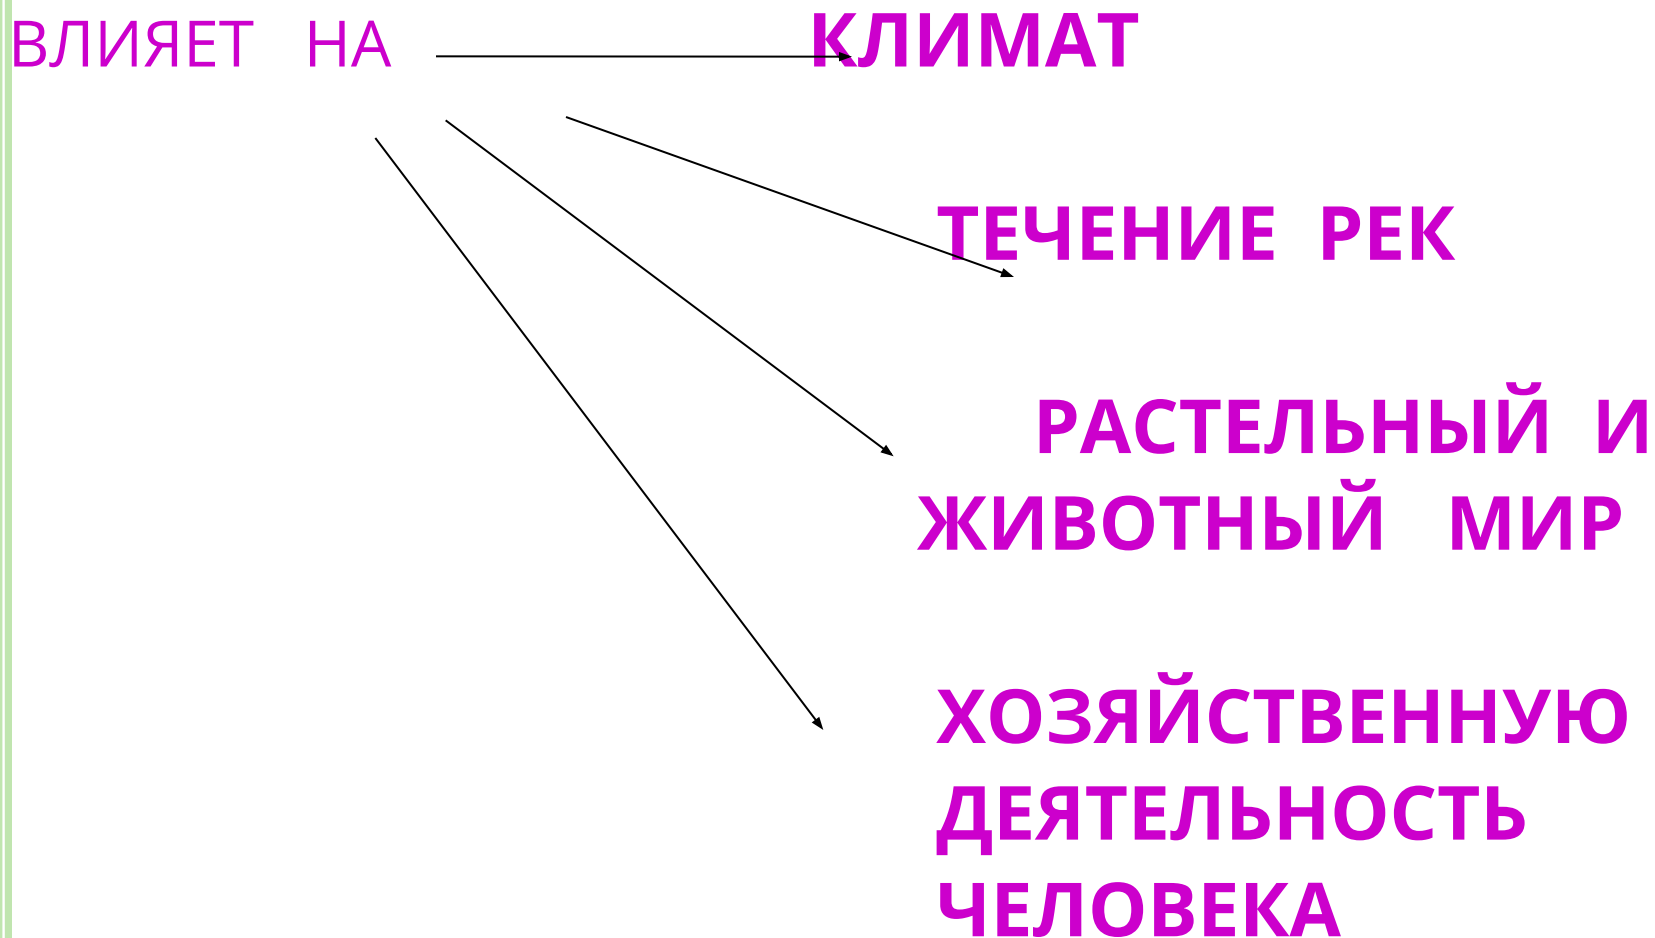 ВЛИЯЕТ НА КЛИМАТ
ТЕЧЕНИЕ РЕК
РАСТЕЛЬНЫЙ И
ЖИВОТНЫЙ МИР
ХОЗЯЙСТВЕННУЮ
ДЕЯТЕЛЬНОСТЬ
ЧЕЛОВЕКА